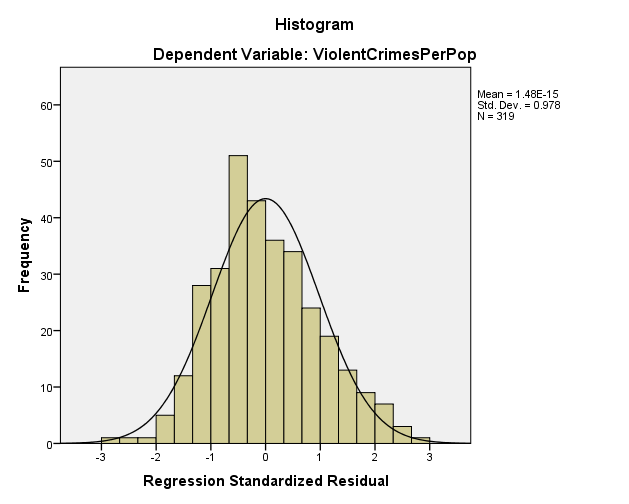 Histogram
Dependent Variable: ViolentCrimesPerPop
Mean = 1.48E-15
Std. Dev. = 0.978
N = 319
60
50
40
30
20
10
0
Frequency
-3 -2 -1 0 1 2 3
Regression Standardized Residual